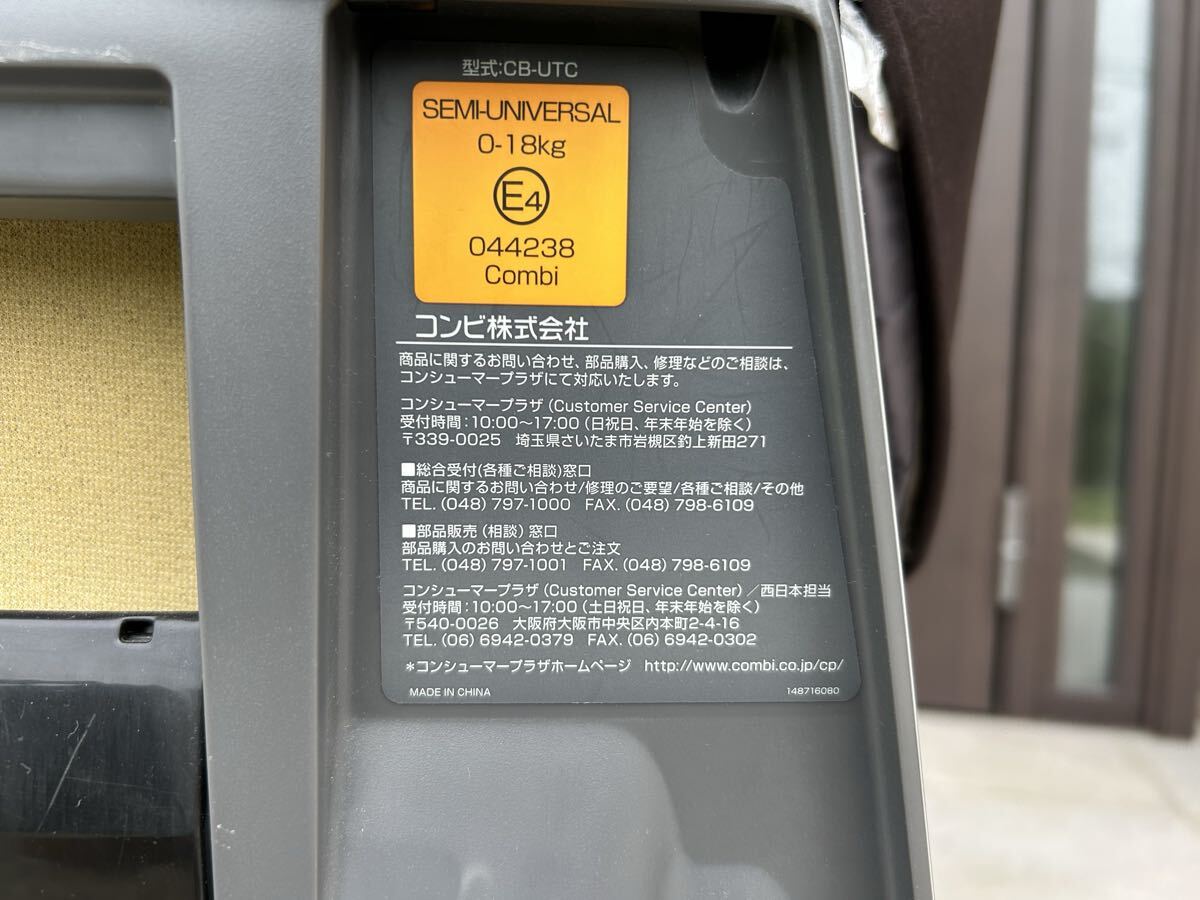 型式:CB-UTC
SEMI-UNIVERSAL
0-18kg
E4
044238
Combi
コンビ株式会社
商品に関するお問い合わせ、部品購入、修理などのご相談は、
コンシューマープラザにて対応いたします。
コンシューマープラザ (Customer Service Center)
受付時間:10:00〜17:00 (日祝日、年末年始を除く)
〒339-0025 埼玉県さいたま市岩槻区釣上新田271
■総合受付(各種ご相談)窓口
商品に関するお問い合わせ/修理のご要望/各種ご相談/その他
TEL. (048) 797-1000 FAX. (048) 798-6109
■部品販売 (相談) 窓口
部品購入のお問い合わせとご注文
TEL. (048) 797-1001 FAX. (048) 798-6109
コンシューマープラザ (Customer Service Center) /西日本担当
受付時間:10:00〜17:00 (土日祝日、年末年始を除く)
〒540-0026 大阪府大阪市中央区内本町2-4-16
TEL. (06) 6942-0379 FAX. (06) 6942-0302
*コンシューマープラザホームページ http://www.combi.co.jp/cp/
MADE IN CHINA 148716080